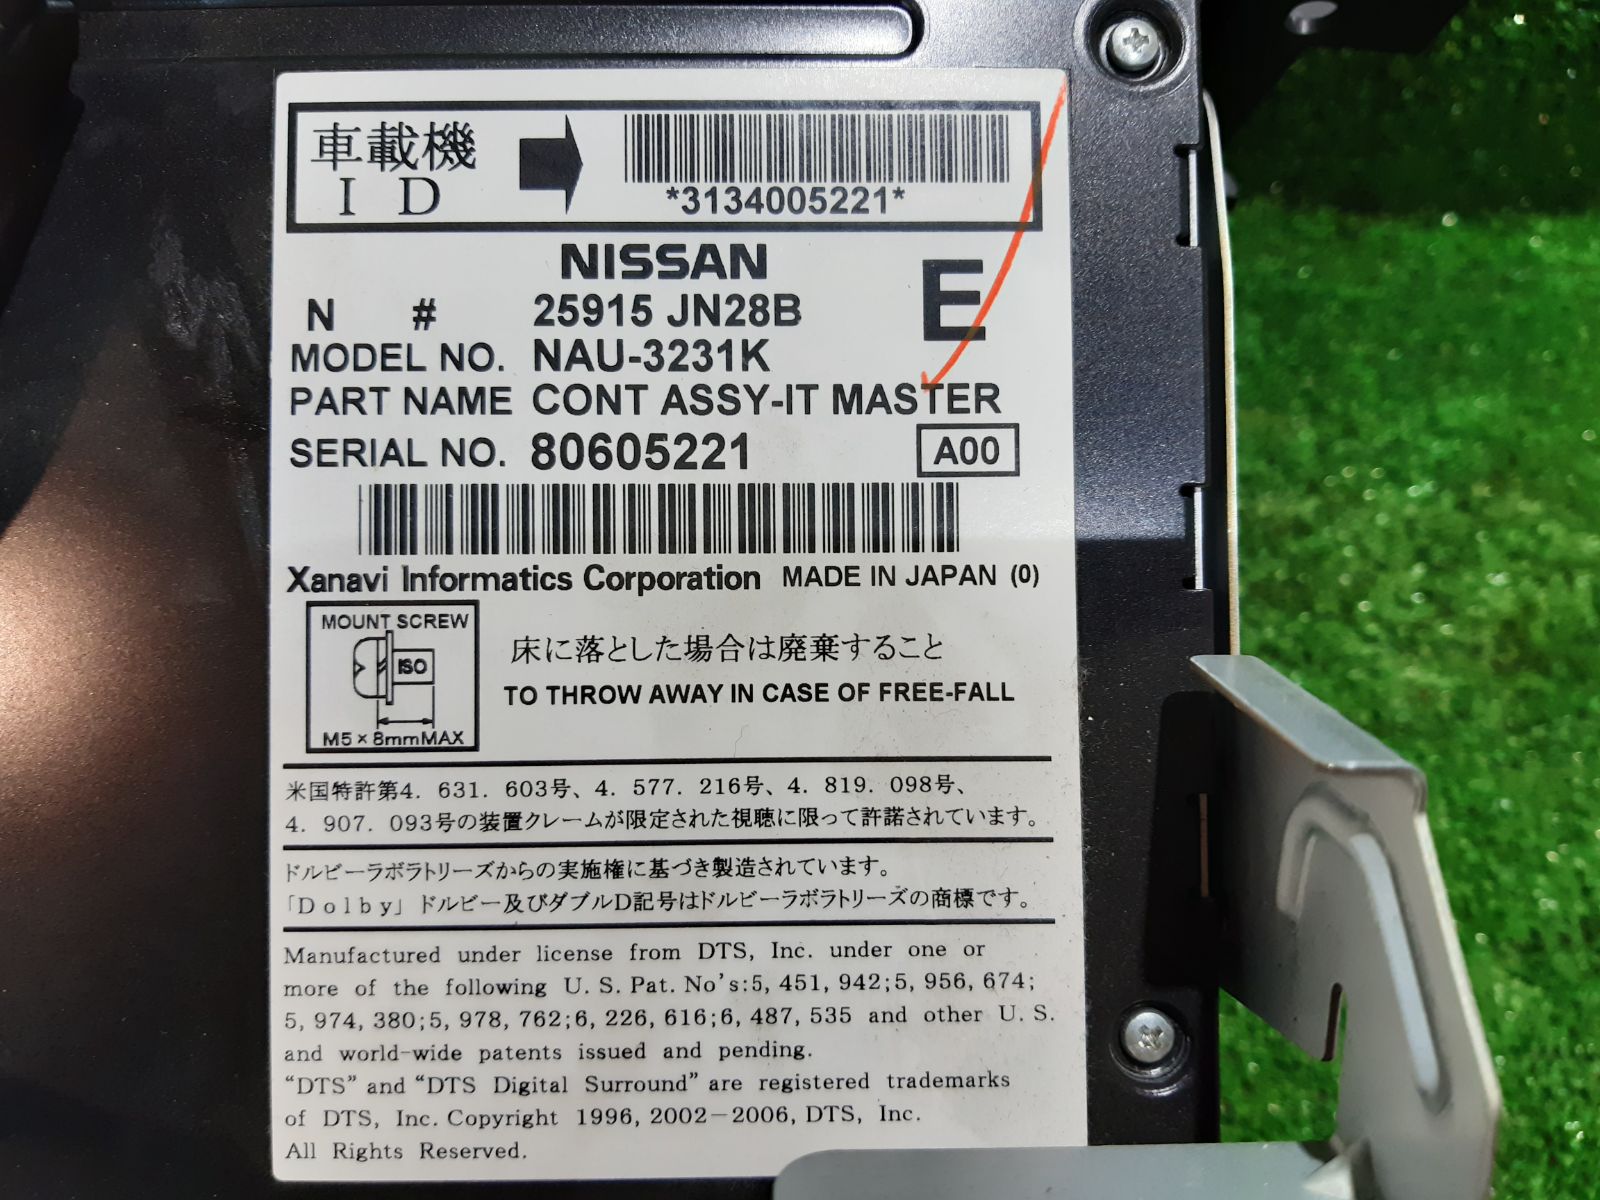 車載機
ID
*3134005221*
NISSAN
E
N # 25915 JN28B
MODEL NO. NAU-3231K
PART NAME CONT ASSY-IT MASTER
SERIAL NO. 80605221
A00
Xanavi Informatics Corporation MADE IN JAPAN (0)
MOUNT SCREW
ISO
M5×8mmMAX
床に落とした場合は廃棄すること
TO THROW AWAY IN CASE OF FREE-FALL
米国特許第4. 631. 603号、4. 577. 216号、4. 819. 098号、
4. 907. 093号の装置クレームが限定された視聴に限って許諾されています。
ドルビーラボラトリーズからの実施権に基づき製造されています。
「Dolby」ドルビー及びダブルD記号はドルビーラボラトリーズの商標です。
Manufactured under license from DTS, Inc. under one or
more of the following U.S. Pat. No's:5, 451, 942;5, 956, 674;
5, 974, 380;5, 978, 762;6, 226, 616;6, 487, 535 and other U.S.
and world-wide patents issued and pending.
“DTS” and “DTS Digital Surround” are registered trademarks
of DTS, Inc. Copyright 1996, 2002－2006, DTS, Inc.
All Rights Reserved.